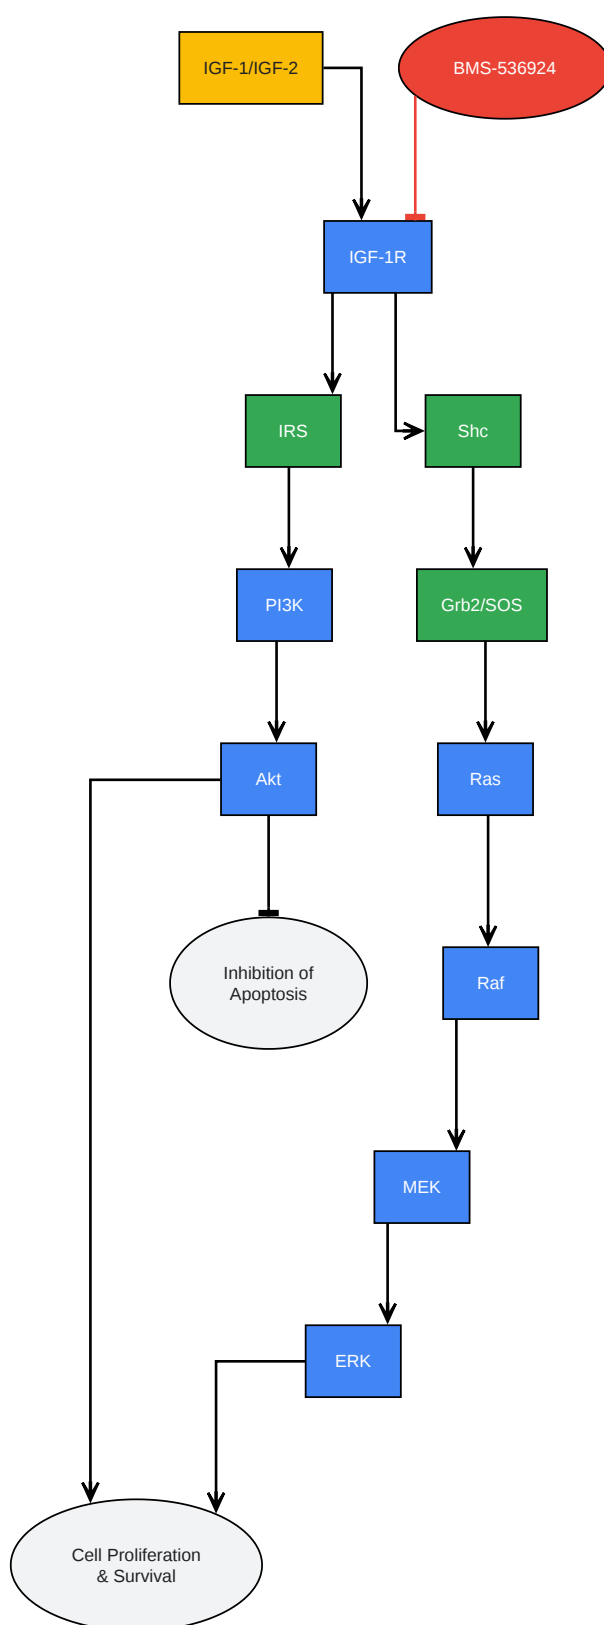 IGF-1/IGF-2
BMS-536924
IGF-1R
IRS
Shc
PI3K
Grb2/SOS
Akt
Ras
Inhibition of
Apoptosis
Raf
MEK
ERK
Cell Proliferation
& Survival